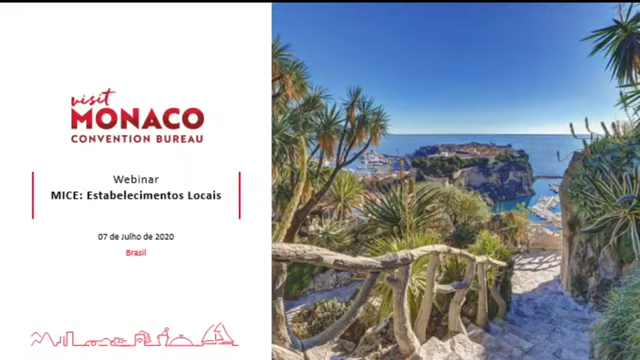 visit
MONACO
CONVENTION BUREAU
Webinar
MICE: Estabelecimentos Locais
07 de Julho de 2020
Brasil